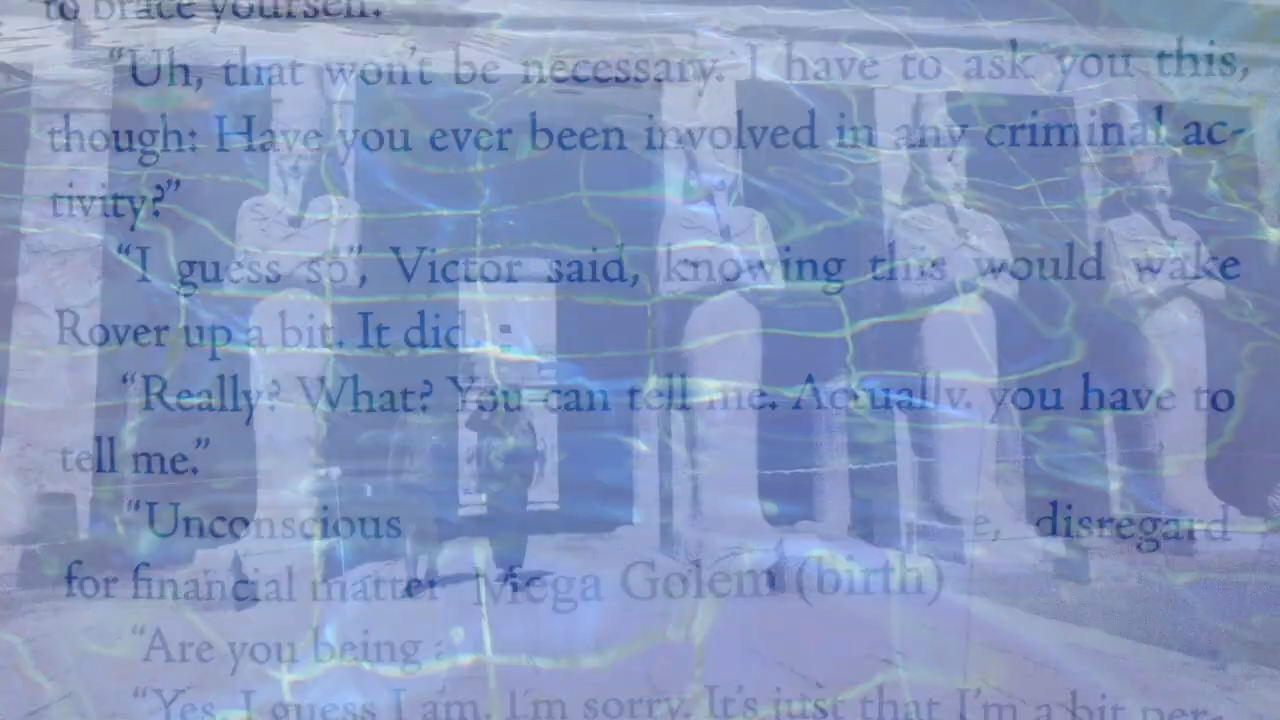 to brace yourself.
“Uh, that won’t be necessary. I have to ask you this,
though: Have you ever been involved in any criminal ac-
tivity?”
“I guess so”, Victor said, knowing this would wake
Rover up a bit. It did.
“Really? What? You can tell me. Actually, you have to
tell me.”
“Unconscious disregard
for financial matter
Mega Golem (birth)
“Are you being
“Yes, I guess I am. I’m sorry. It’s just that I’m a bit per-